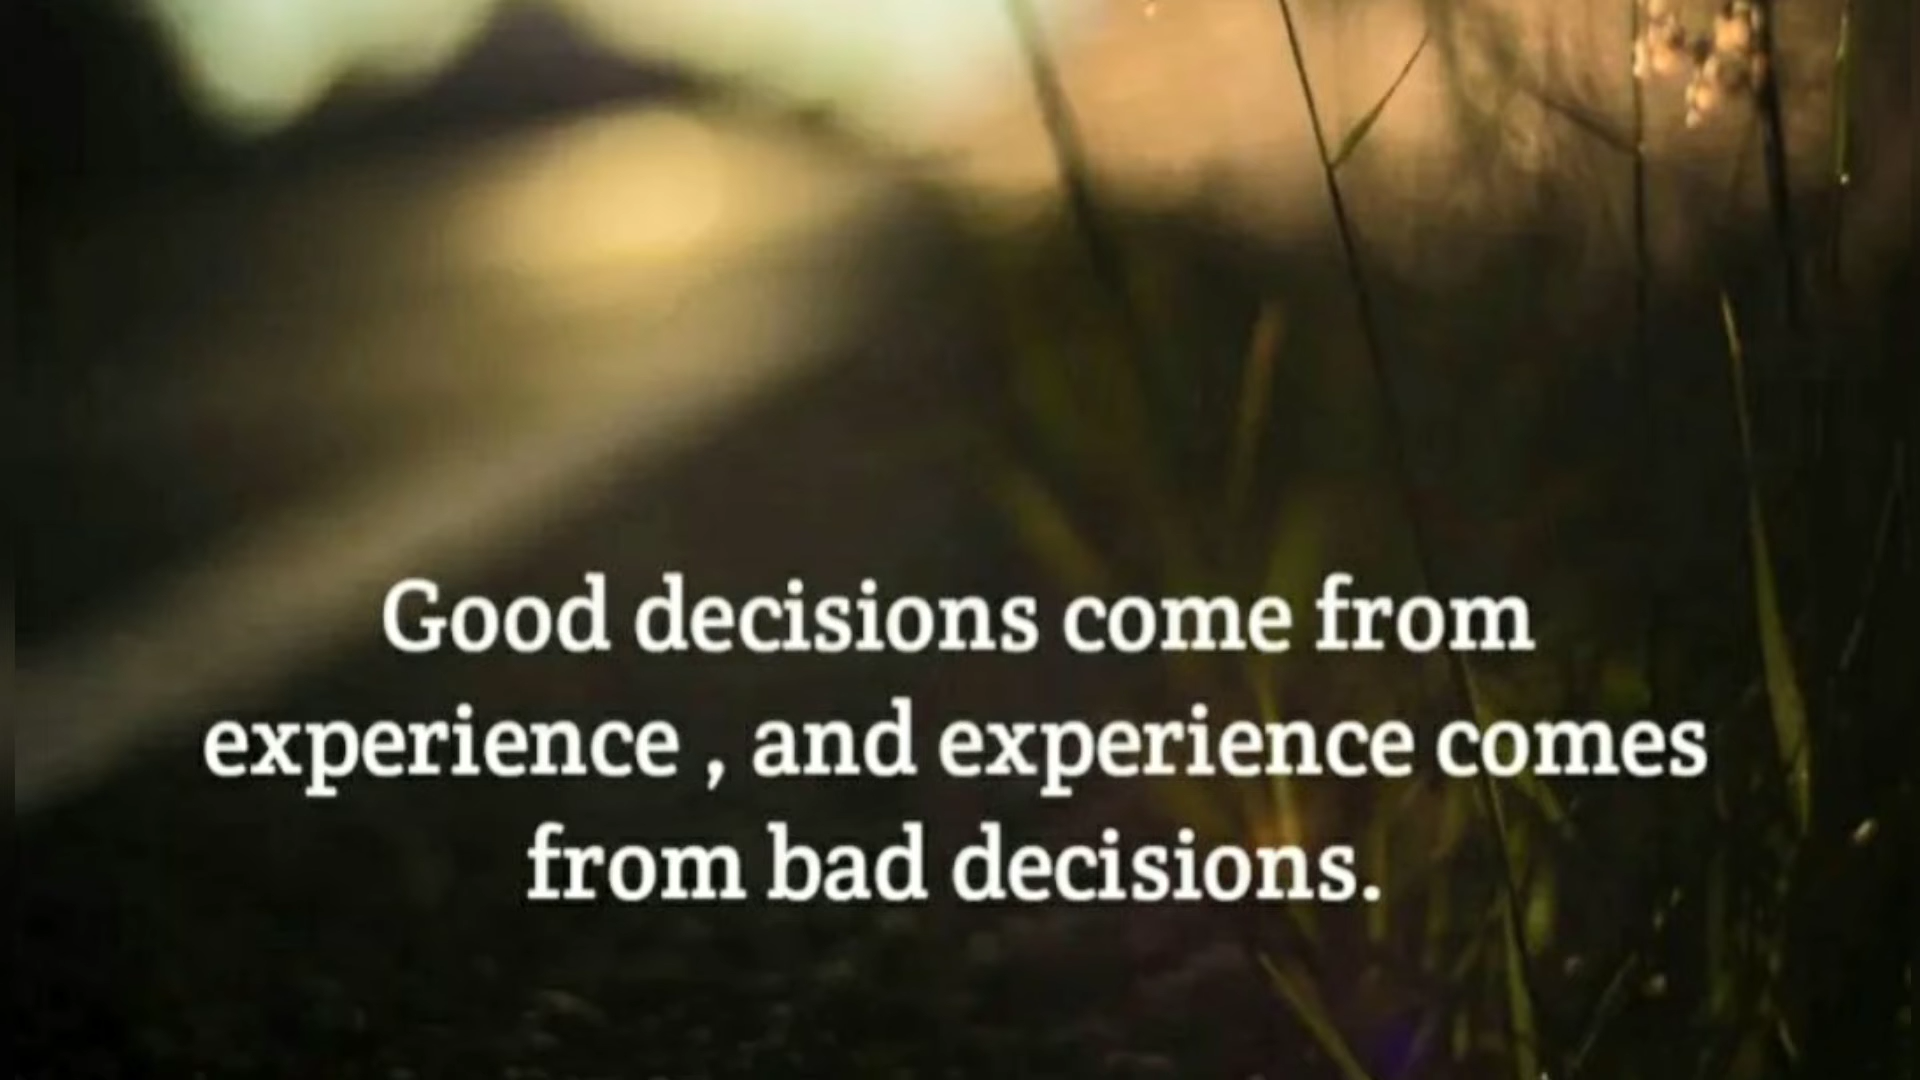 Good decisions come from
experience , and experience comes
from bad decisions.